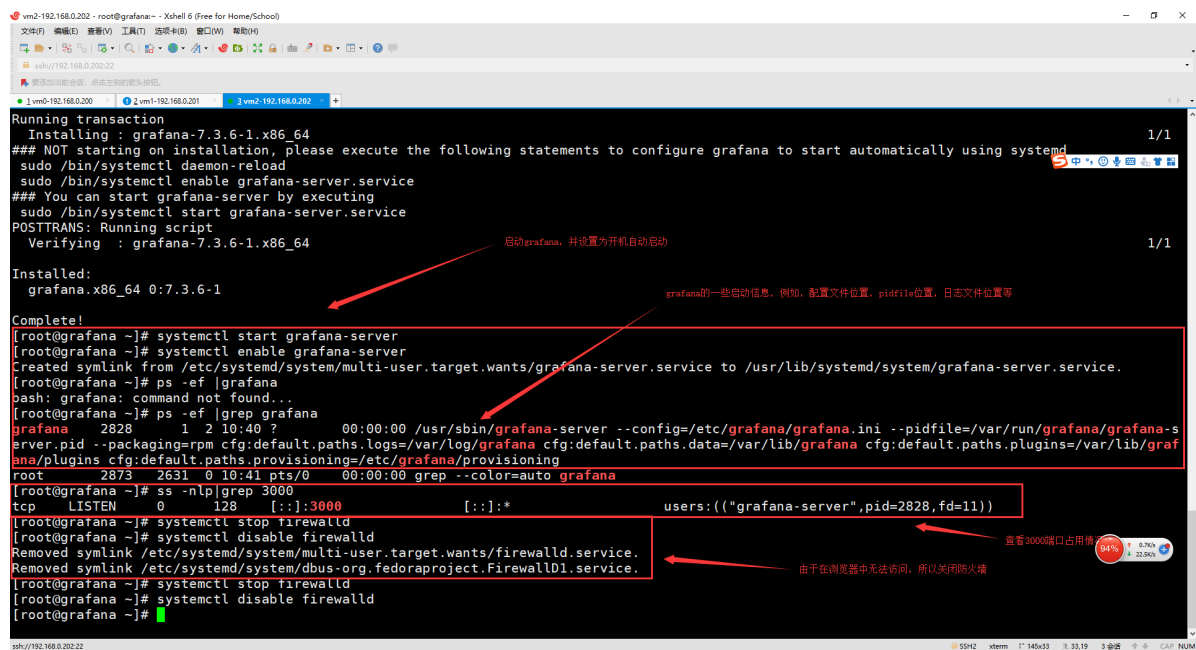 vm2-192.168.0.202 - root@grafana:~ - Xshell 6 (Free for Home/School)
文件(F) 编辑(E) 查看(V) 工具(T) 选项卡(B) 窗口(W) 帮助(H)
ssh://192.168.0.202:22
要添加当前会话，点击左侧的箭头按钮。
1 vm0-192.168.0.200 2 vm1-192.168.0.201 3 vm2-192.168.0.202 +
Running transaction
Installing : grafana-7.3.6-1.x86_64 1/1
### NOT starting on installation, please execute the following statements to configure grafana to start automatically using systemd
sudo /bin/systemctl daemon-reload
sudo /bin/systemctl enable grafana-server.service
### You can start grafana-server by executing
sudo /bin/systemctl start grafana-server.service
POSTTRANS: Running script
Verifying : grafana-7.3.6-1.x86_64 1/1
启动grafana，并设置为开机自动启动
Installed:
grafana.x86_64 0:7.3.6-1
grafana的一些启动信息，例如，配置文件位置，pidfile位置，日志文件位置等
Complete!
[root@grafana ~]# systemctl start grafana-server
[root@grafana ~]# systemctl enable grafana-server
Created symlink from /etc/systemd/system/multi-user.target.wants/grafana-server.service to /usr/lib/systemd/system/grafana-server.service.
[root@grafana ~]# ps -ef |grafana
bash: grafana: command not found...
[root@grafana ~]# ps -ef |grep grafana
grafana 2828 1 2 10:40 ? 00:00:00 /usr/sbin/grafana-server --config=/etc/grafana/grafana.ini --pidfile=/var/run/grafana/grafana-s
erver.pid --packaging=rpm cfg:default.paths.logs=/var/log/grafana cfg:default.paths.data=/var/lib/grafana cfg:default.paths.plugins=/var/lib/graf
ana/plugins cfg:default.paths.provisioning=/etc/grafana/provisioning
root 2873 2631 0 10:41 pts/0 00:00:00 grep --color=auto grafana
[root@grafana ~]# ss -nlp|grep 3000
tcp LISTEN 0 128 [::]:3000 [::]:* users:(("grafana-server",pid=2828,fd=11))
[root@grafana ~]# systemctl stop firewalld
[root@grafana ~]# systemctl disable firewalld
查看3000端口占用情
Removed symlink /etc/systemd/system/multi-user.target.wants/firewalld.service.
Removed symlink /etc/systemd/system/dbus-org.fedoraproject.FirewallD1.service.
由于在浏览器中无法访问，所以关闭防火墙
94% 0.7K/s
22.5K/s
[root@grafana ~]# systemctl stop firewalld
[root@grafana ~]# systemctl disable firewalld
[root@grafana ~]#
ssh://192.168.0.202:22 SSH2 xterm 145x33 33,19 3 会话 CAP NUM